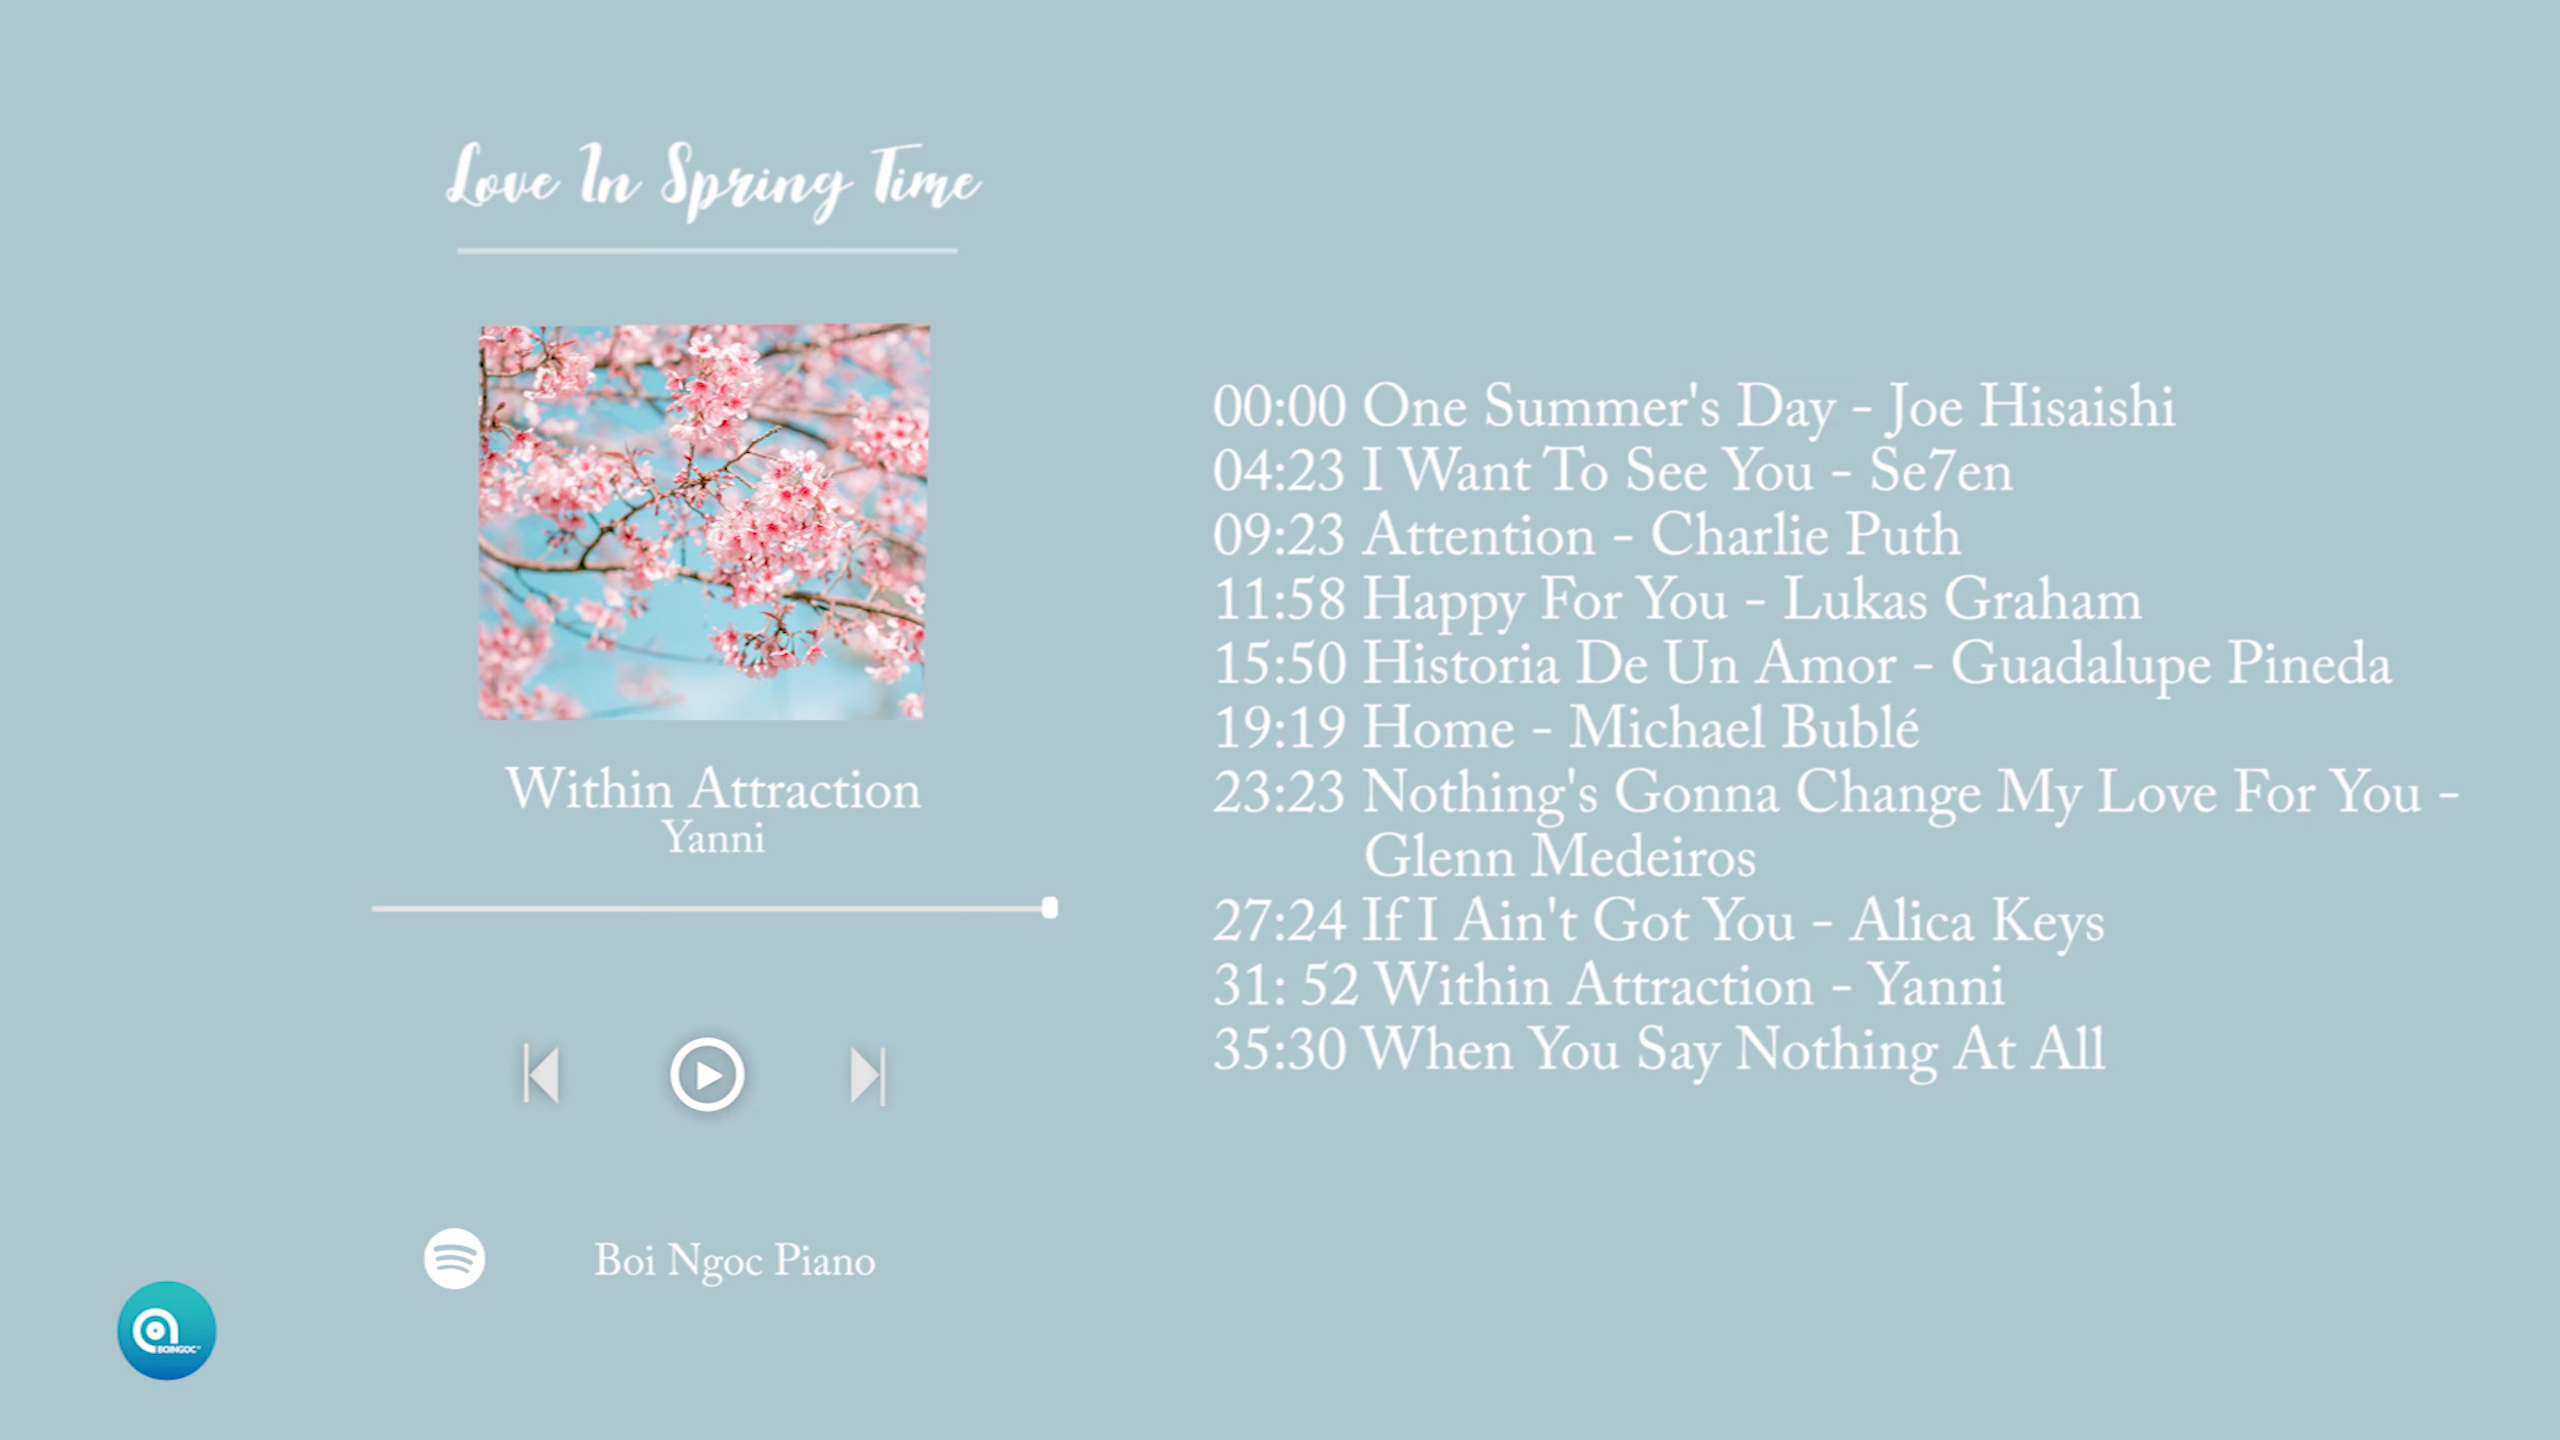 Love In Spring Time
Within Attraction
Yanni
Boi Ngoc Piano
BOINGOC
00:00 One Summer's Day - Joe Hisaishi
04:23 I Want To See You - Se7en
09:23 Attention - Charlie Puth
11:58 Happy For You - Lukas Graham
15:50 Historia De Un Amor - Guadalupe Pineda
19:19 Home - Michael Bublé
23:23 Nothing's Gonna Change My Love For You -
Glenn Medeiros
27:24 If I Ain't Got You - Alica Keys
31: 52 Within Attraction - Yanni
35:30 When You Say Nothing At All